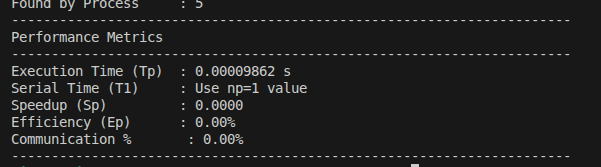 Found by Process : 5
----------------------------------------------------------------------
Performance Metrics
----------------------------------------------------------------------
Execution Time (Tp) : 0.00009862 s
Serial Time (T1) : Use np=1 value
Speedup (Sp) : 0.0000
Efficiency (Ep) : 0.00%
Communication % : 0.00%
----------------------------------------------------------------------